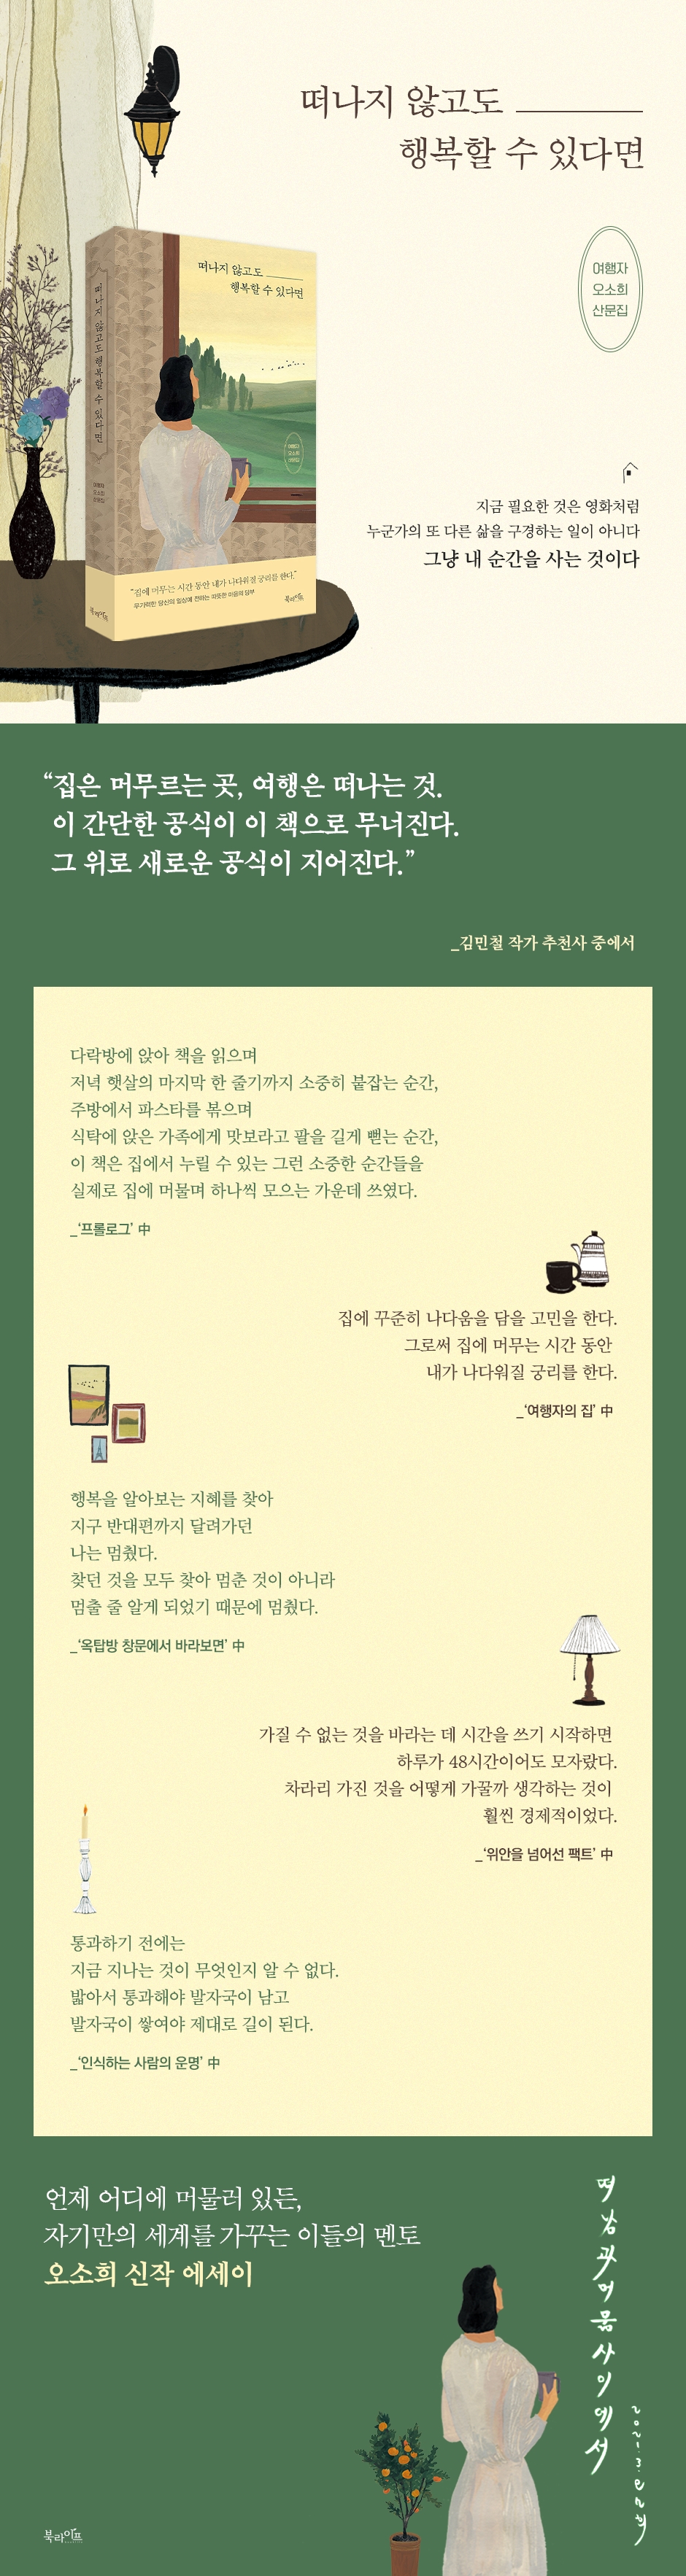 떠나지 않고도
행복할 수 있다면
여행자
오소희
산문집
떠나지 않고도
행복할 수 있다면
떠나지 않고도 행복할 수 있다면
여행자
오소희
산문집
여행자
오소희
산문집
“집에 머무는 시간 동안 내가 나다워질 궁리를 한다.”
무기력한 당신의 일상에 전하는 따뜻한 마음의 담부
북라이프
북라이프
지금 필요한 것은 영화처럼
누군가의 또 다른 삶을 구경하는 일이 아니다
그냥 내 순간을 사는 것이다
“집은 머무르는 곳, 여행은 떠나는 것.
이 간단한 공식이 이 책으로 무너진다.
그 위로 새로운 공식이 지어진다.”
_김민철 작가 추천사 중에서
다락방에 앉아 책을 읽으며
저녁 햇살의 마지막 한 줄기까지 소중히 붙잡는 순간,
주방에서 파스타를 볶으며
식탁에 앉은 가족에게 맛보라고 팔을 길게 뻗는 순간,
이 책은 집에서 누릴 수 있는 그런 소중한 순간들을
실제로 집에 머물며 하나씩 모으는 가운데 쓰였다.
_‘프롤로그’ 中
집에 꾸준히 나다움을 담을 고민을 한다.
그로써 집에 머무는 시간 동안
내가 나다워질 궁리를 한다.
_‘여행자의 집’ 中
행복을 알아보는 지혜를 찾아
지구 반대편까지 달려가던
나는 멈췄다.
찾던 것을 모두 찾아 멈춘 것이 아니라
멈출 줄 알게 되었기 때문에 멈췄다.
_‘옥탑방 창문에서 바라보면’ 中
가질 수 없는 것을 바라는 데 시간을 쓰기 시작하면
하루가 48시간이어도 모자랐다.
차라리 가진 것을 어떻게 가꿀까 생각하는 것이
훨씬 경제적이었다.
_‘위안을 넘어선 팩트’ 中
통과하기 전에는
지금 지나는 것이 무엇인지 알 수 없다.
밟아서 통과해야 발자국이 남고
발자국이 쌓여야 제대로 길이 된다.
_‘인식하는 사람의 운명’ 中
언제 어디에 머물러 있든,
자기만의 세계를 가꾸는 이들의 멘토
오소희 신작 에세이
떠남과 머뭄 사이에서
2021.3. 오소희
북라이프